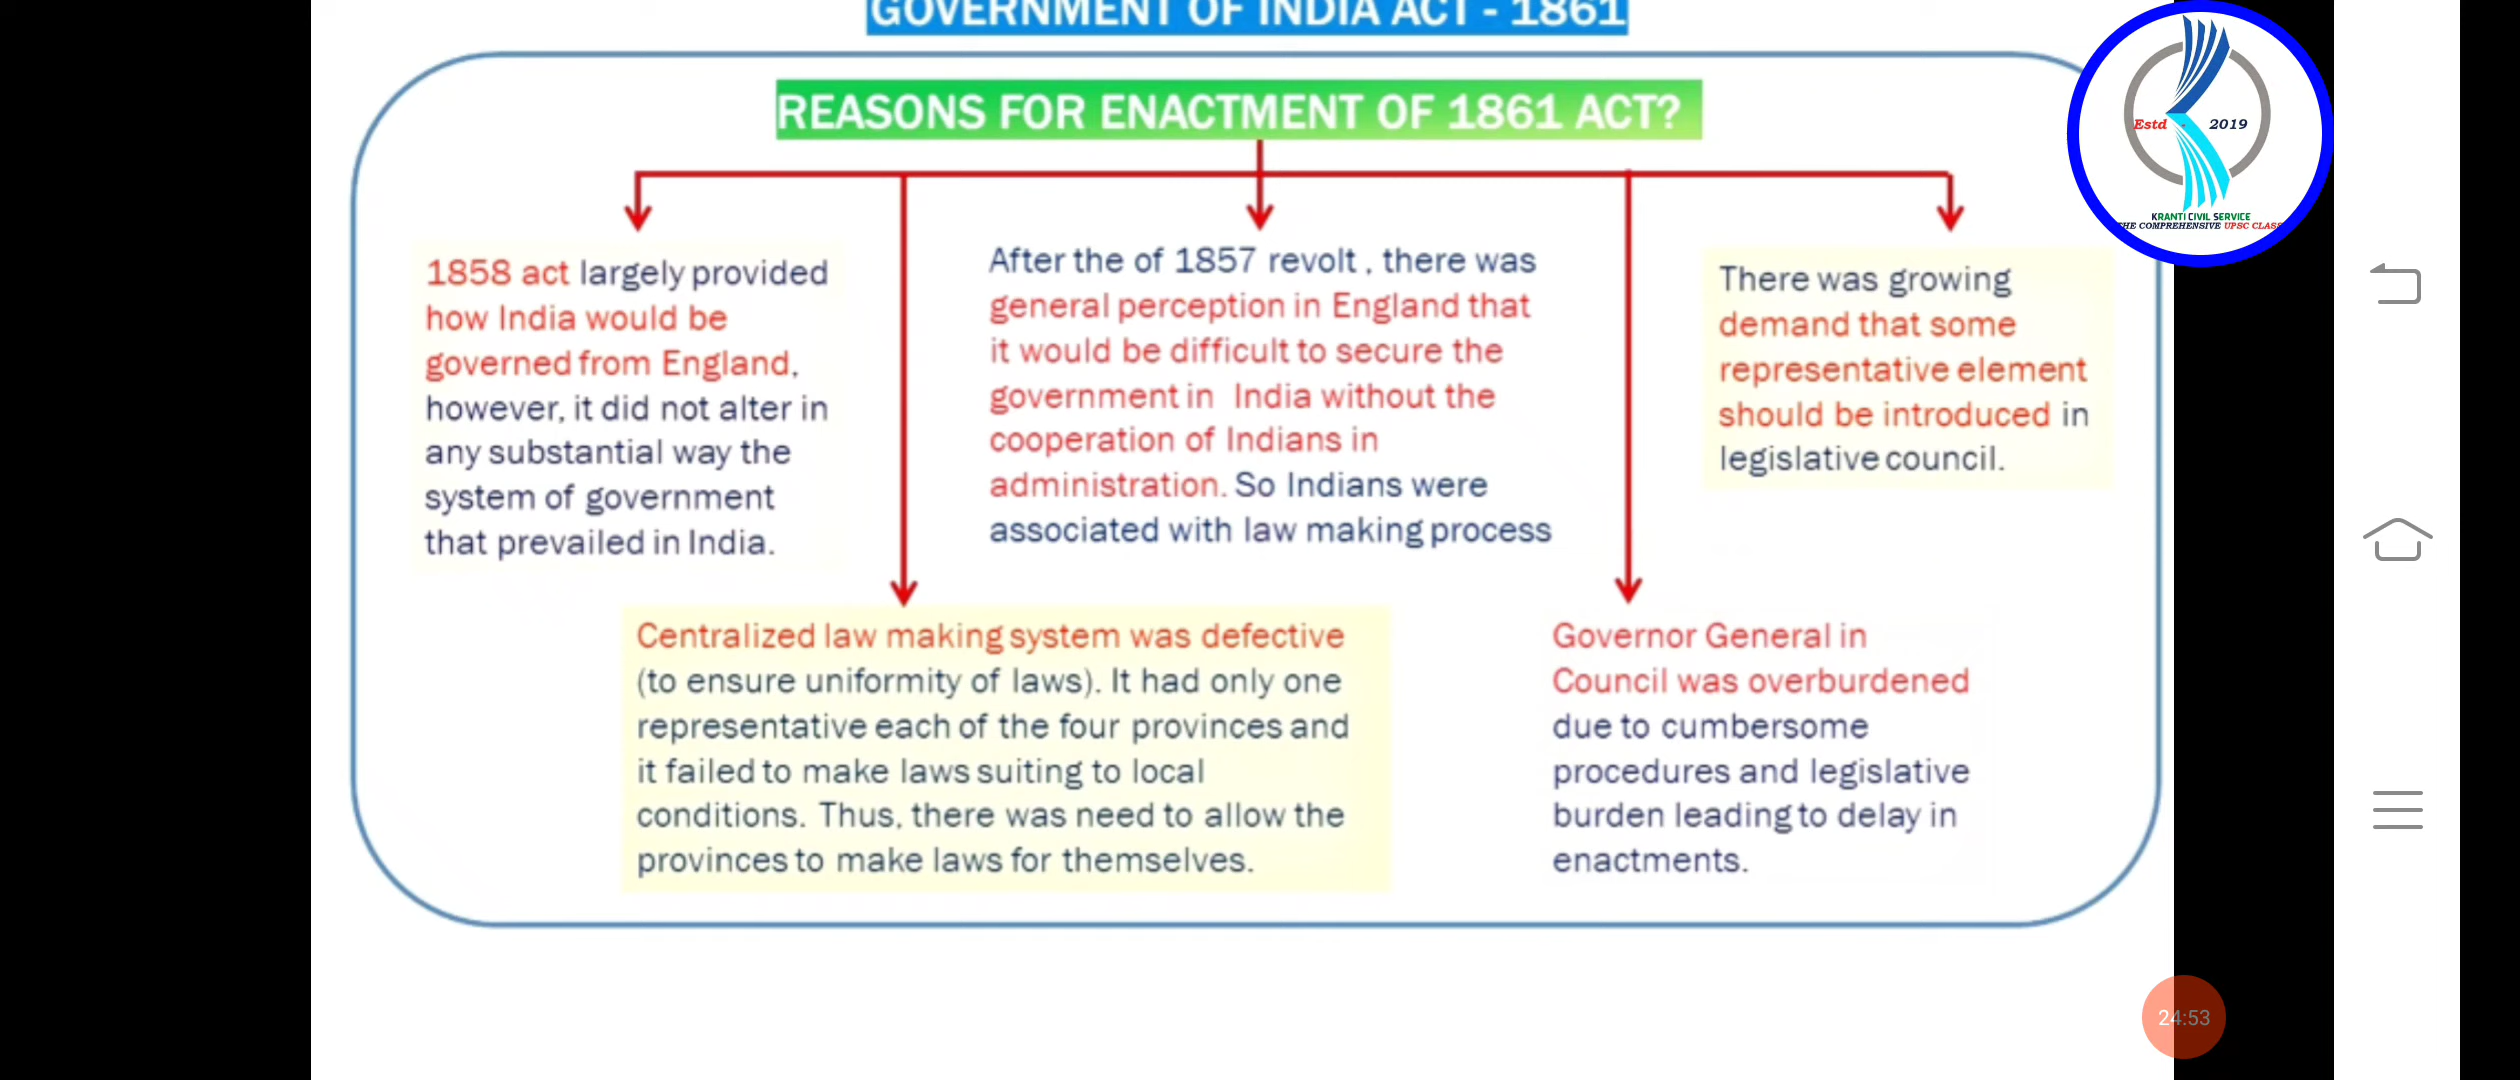 GOVERNMENT OF INDIA ACT - 1861
REASONS FOR ENACTMENT OF 1861 ACT?
Estd - 2019
KRANTI CIVIL SERVICE
THE COMPREHENSIVE UPSC CLASS
1858 act largely provided
how India would be
governed from England,
however, it did not alter in
any substantial way the
system of government
that prevailed in India.
After the of 1857 revolt , there was
general perception in England that
it would be difficult to secure the
government in India without the
cooperation of Indians in
administration. So Indians were
associated with law making process
There was growing
demand that some
representative element
should be introduced in
legislative council.
Centralized law making system was defective
(to ensure uniformity of laws). It had only one
representative each of the four provinces and
it failed to make laws suiting to local
conditions. Thus, there was need to allow the
provinces to make laws for themselves.
Governor General in
Council was overburdened
due to cumbersome
procedures and legislative
burden leading to delay in
enactments.
24:53